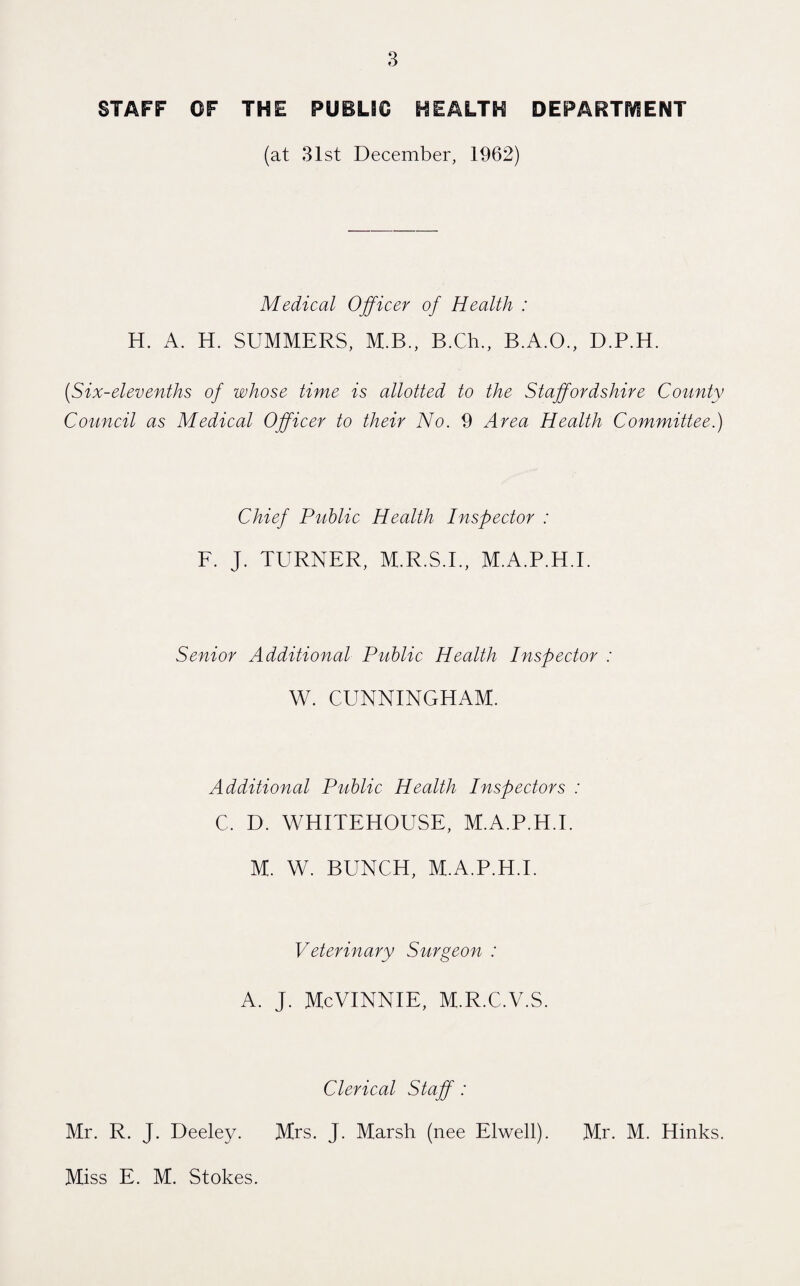 3
STAFF OF THE PUBLIC HEALTH DEPARTMENT
(at 31st December, 1962)
Medical Officer of Health :
H. A. H. SUMMERS, M.B., B.Ch., B.A.O., D.P.H.
(Six-elevenths of whose time is allotted to the Staffordshire County
Council as Medical Officer to their No. 9 Area Health Committee.)
Chief Public Health Inspector :
F. J. TURNER, M.R.S.I., M.A.P.H.I.
Senior Additional Public Health Inspector :
W. CUNNINGHAM.
Additional Public Health Inspectors :
C. D. WHITEHOUSE, M.A.P.H.I.
M. W. BUNCH, M.A.P.H.I.
Veterinary Surgeon :
A. J. McVINNIE, M.R.C.V.S.
Clerical Staff :
Mr. R. J. Deeley. Mrs. J. Marsh (nee Elwell). Mr. M. Hinks.
Miss E. M. Stokes.